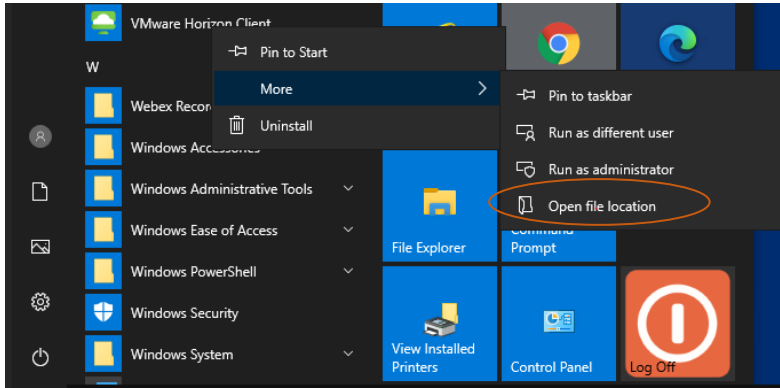 VMware Horizon Client
Pin to Start
W
More
Pin to taskbar
Webex Recor
Uninstall
Run as different user
Windows Accessories
Run as administrator
Windows Administrative Tools
Open file location
Windows Ease of Access
File Explorer
Command
Prompt
Windows PowerShell
Windows Security
Windows System
View Installed
Printers
Control Panel
Log Off